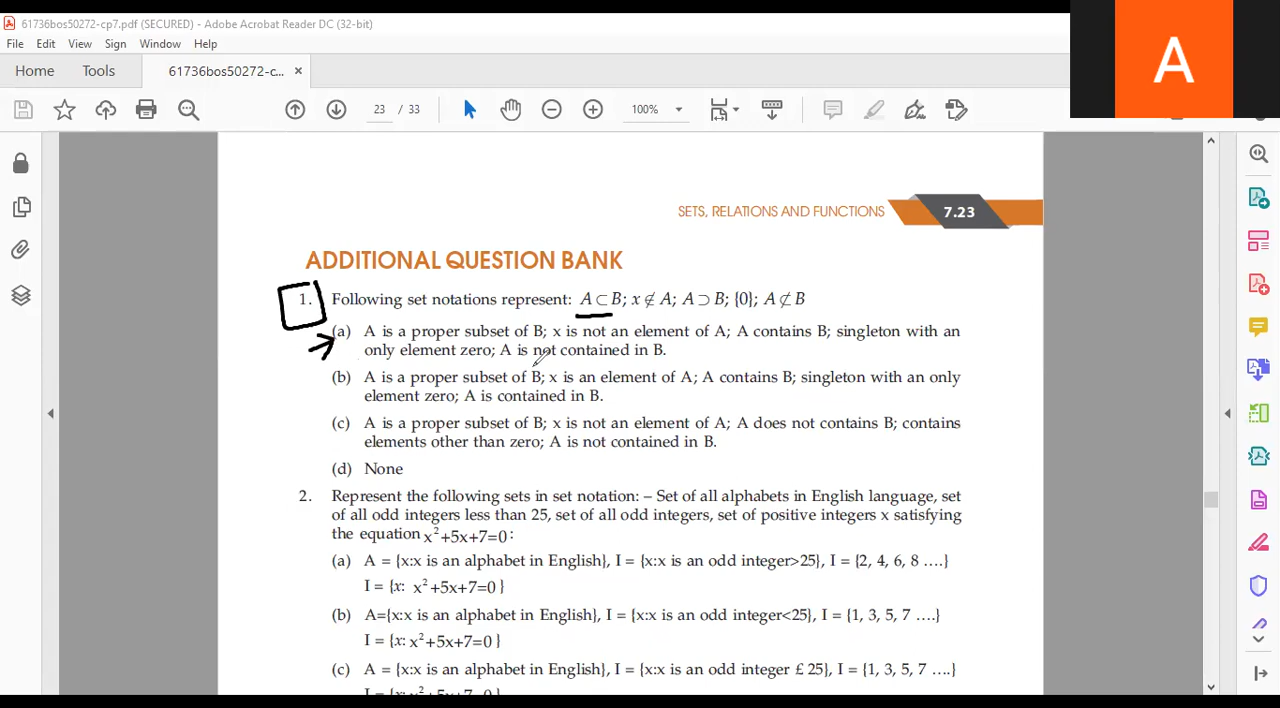 61736bos50272-cp7.pdf (SECURED) - Adobe Acrobat Reader DC (32-bit)
File Edit View Sign Window Help
Home Tools 61736bos50272-c... ×
23 / 33 100%
A
SETS, RELATIONS AND FUNCTIONS 7.23
ADDITIONAL QUESTION BANK
1. Following set notations represent: A ⊂ B; x ∉ A; A ⊃ B; {0}; A ⊄ B
(a) A is a proper subset of B; x is not an element of A; A contains B; singleton with an
only element zero; A is not contained in B.
(b) A is a proper subset of B; x is an element of A; A contains B; singleton with an only
element zero; A is contained in B.
(c) A is a proper subset of B; x is not an element of A; A does not contains B; contains
elements other than zero; A is not contained in B.
(d) None
2. Represent the following sets in set notation: – Set of all alphabets in English language, set
of all odd integers less than 25, set of all odd integers, set of positive integers x satisfying
the equation x²+5x+7=0 :
(a) A = {x:x is an alphabet in English}, I = {x:x is an odd integer>25}, I = {2, 4, 6, 8 ….}
I = {x: x²+5x+7=0 }
(b) A={x:x is an alphabet in English}, I = {x:x is an odd integer<25}, I = {1, 3, 5, 7 ….}
I = {x: x²+5x+7=0 }
(c) A = {x:x is an alphabet in English}, I = {x:x is an odd integer £ 25}, I = {1, 3, 5, 7 ….}